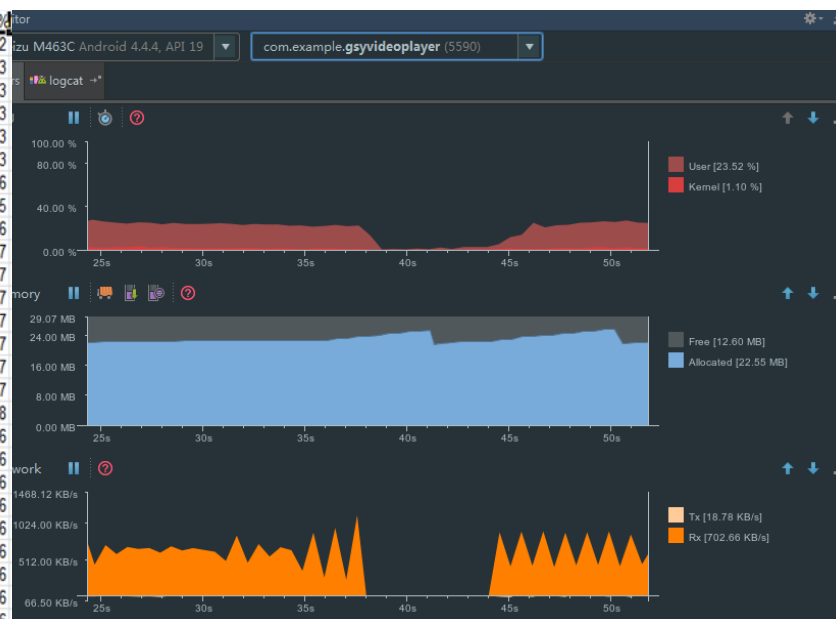 itor
izu M463C Android 4.4.4, API 19
com.example.gsyvideoplayer (5590)
rs logcat
100.00 %
80.00 %
40.00 %
0.00 %
25s 30s 35s 40s 45s 50s
User [23.52 %]
Kernel [1.10 %]
mory
29.07 MB
24.00 MB
16.00 MB
8.00 MB
0.00 MB
25s 30s 35s 40s 45s 50s
Free [12.60 MB]
Allocated [22.55 MB]
work
1468.12 KB/s
1024.00 KB/s
512.00 KB/s
66.50 KB/s
25s 30s 35s 40s 45s 50s
Tx [18.78 KB/s]
Rx [702.66 KB/s]